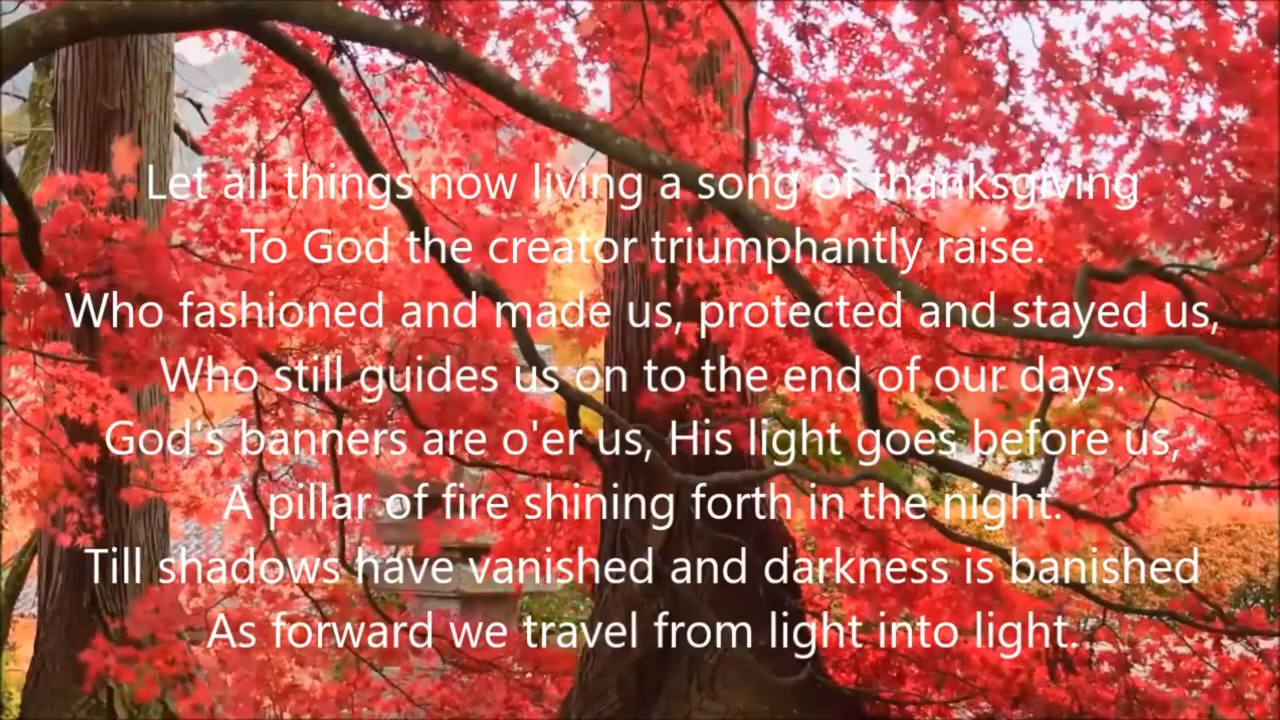 Let all things now living a song of thanksgiving
To God the creator triumphantly raise.
Who fashioned and made us, protected and stayed us,
Who still guides us on to the end of our days.
God's banners are o'er us, His light goes before us,
A pillar of fire shining forth in the night.
Till shadows have vanished and darkness is banished
As forward we travel from light into light.